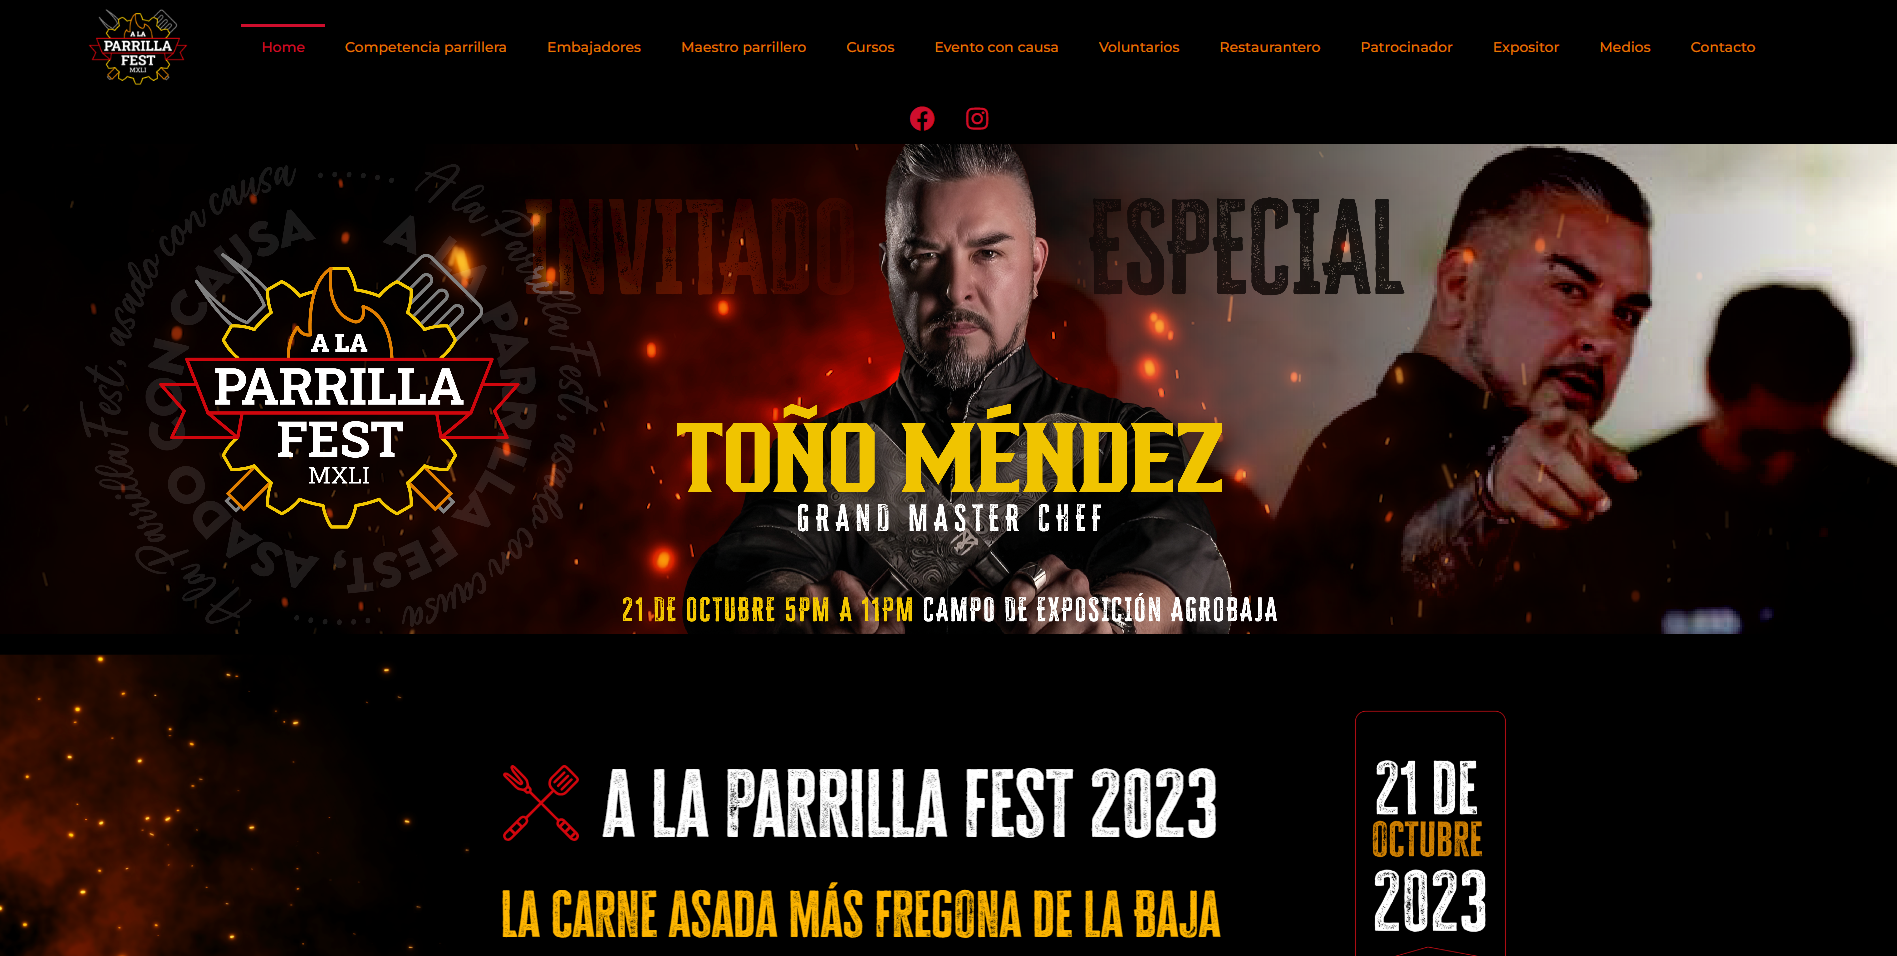 A LA
PARRILLA
FEST
MXLI
Home
Competencia parrillera
Embajadores
Maestro parrillero
Cursos
Evento con causa
Voluntarios
Restaurantero
Patrocinador
Expositor
Medios
Contacto
INVITADO ESPECIAL
A la Parrilla Fest, asado con causa
A la Parrilla Fest, asado con causa
A LA PARRILLA FEST, ASADO CON CAUSA
A LA
PARRILLA
FEST
MXLI
TOÑO MÉNDEZ
GRAND MASTER CHEF
21 DE OCTUBRE 5PM A 11PM CAMPO DE EXPOSICIÓN AGROBAJA
A LA PARRILLA FEST 2023
LA CARNE ASADA MÁS FREGONA DE LA BAJA
21 DE
OCTUBRE
2023